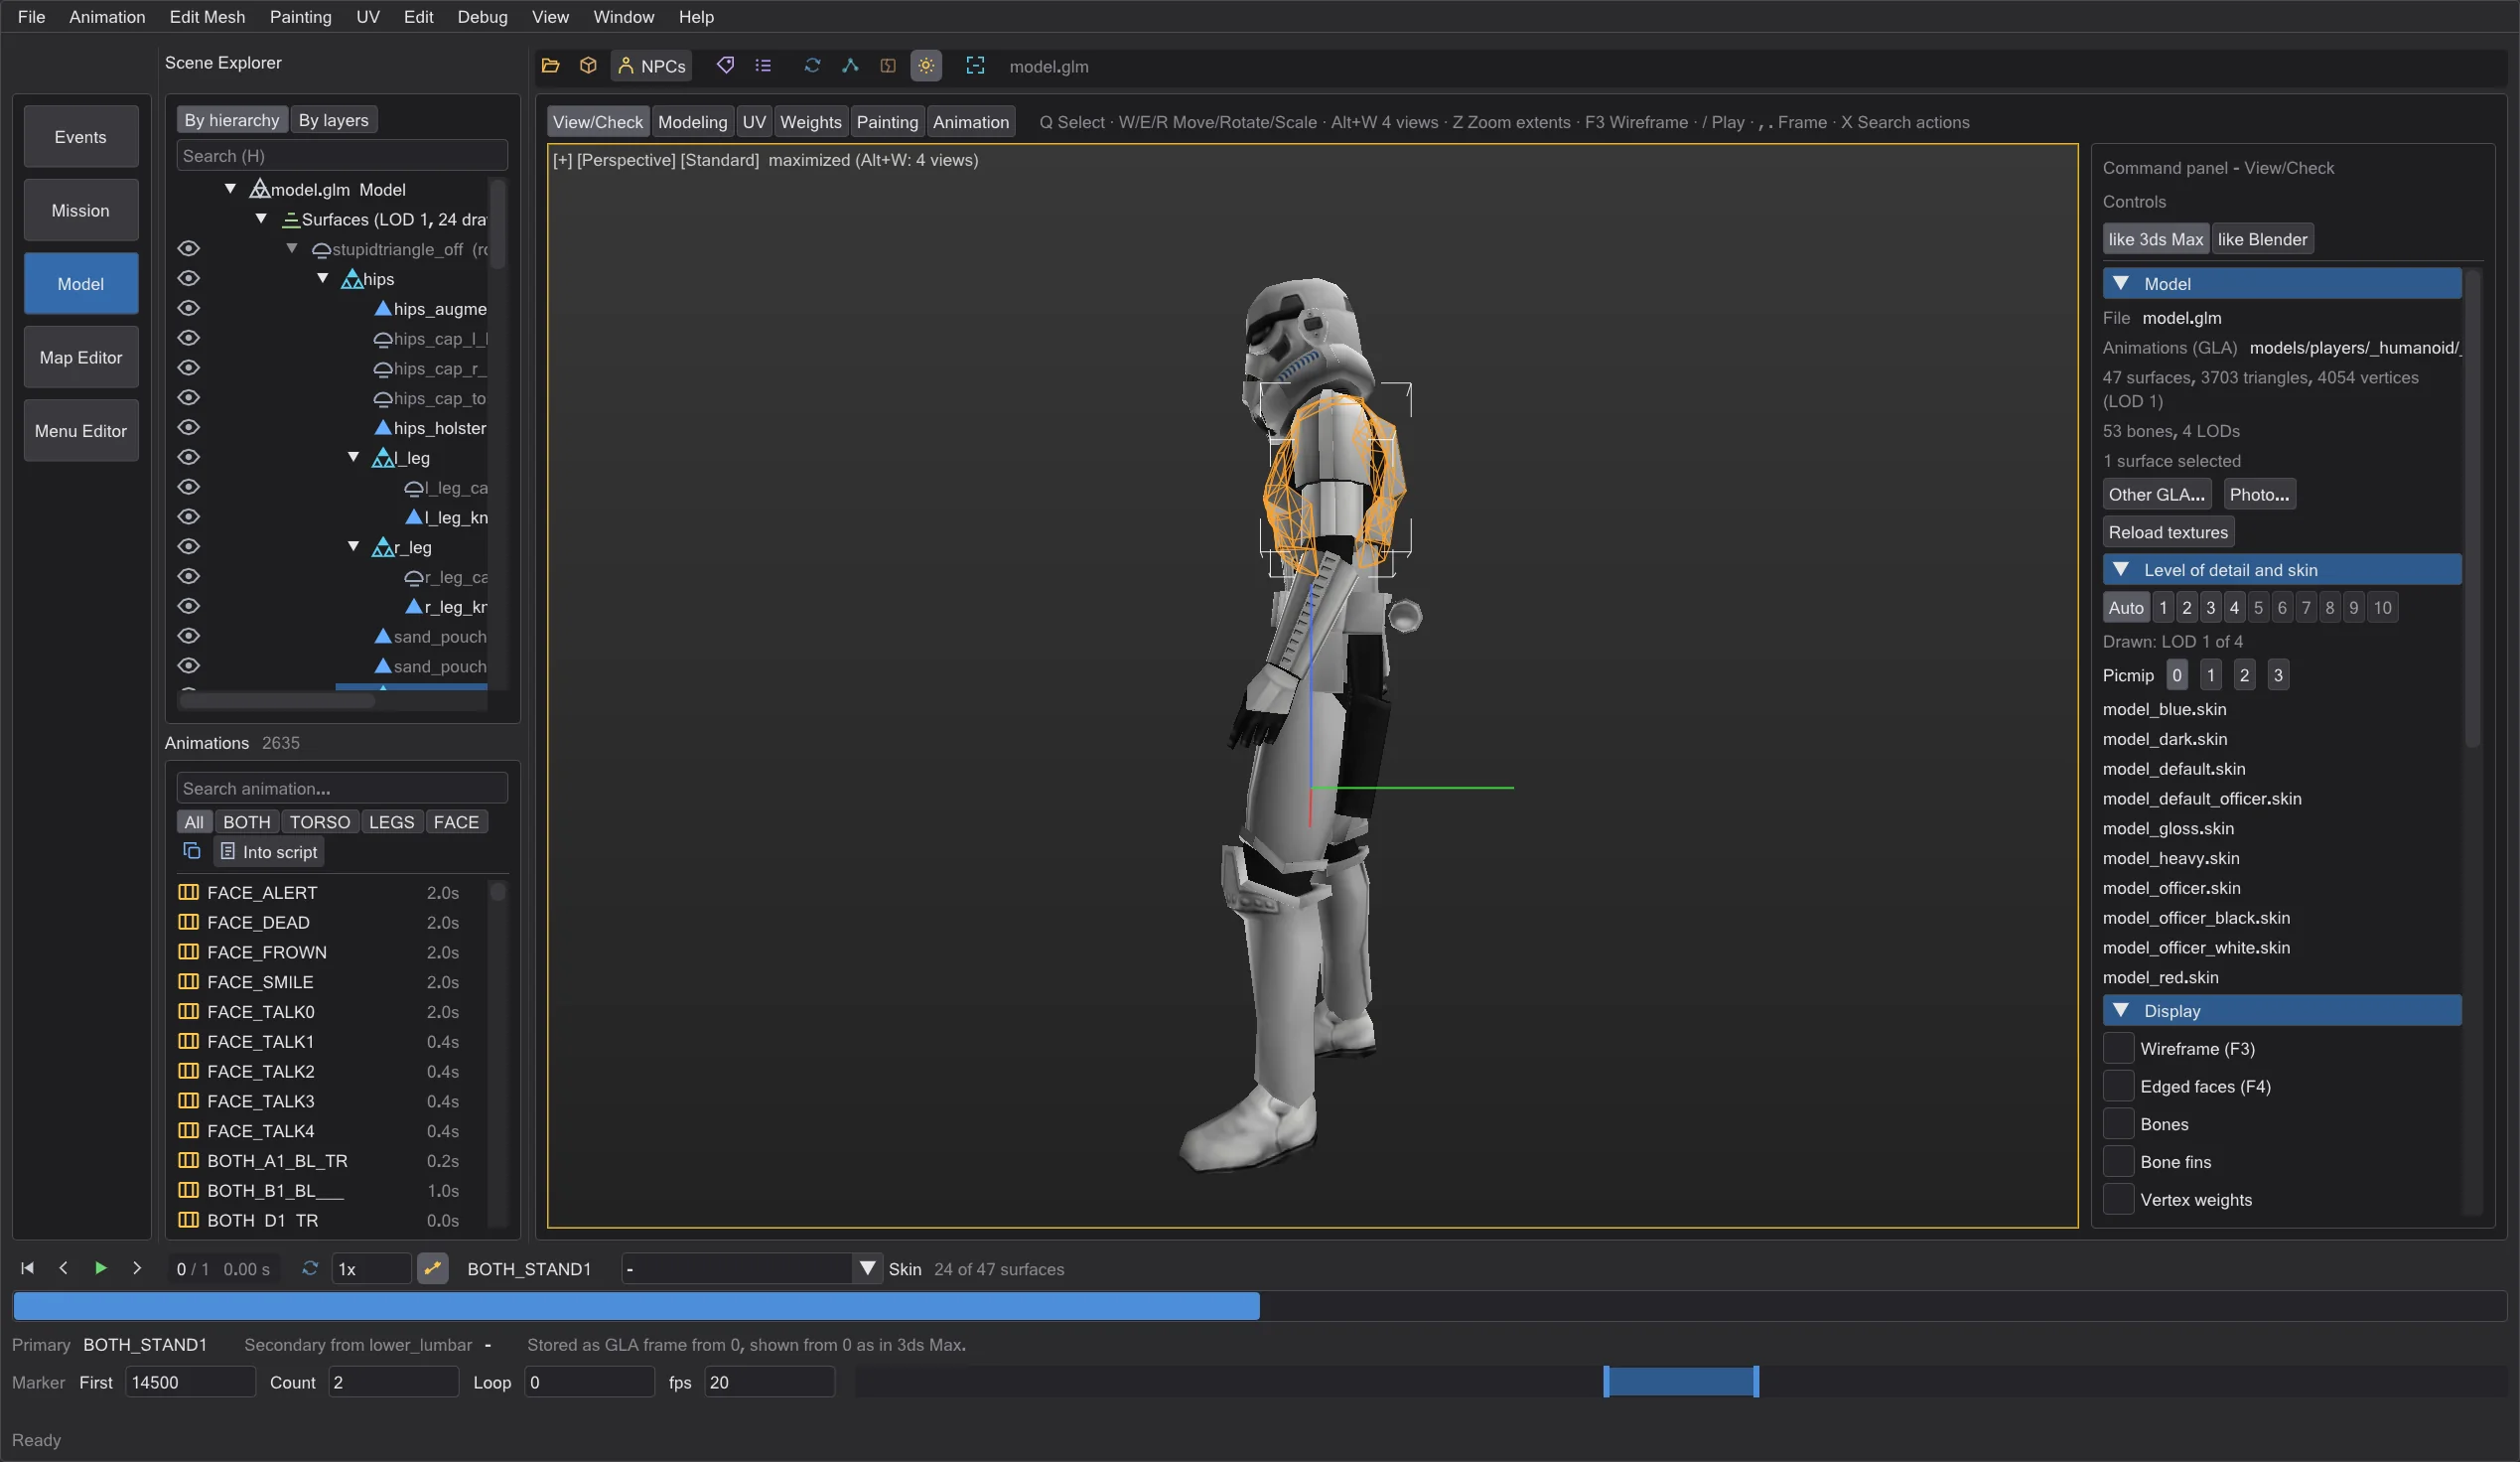 File Animation Edit Mesh Painting UV Edit Debug View Window Help
Scene Explorer
NPCs model.glm
Events
Mission
Model
Map Editor
Menu Editor
By hierarchy By layers
Search (H)
model.glm Model
Surfaces (LOD 1, 24 dra
stupidtriangle_off (ro
hips
hips_augme
hips_cap_l_l
hips_cap_r_
hips_cap_to
hips_holster
l_leg
l_leg_ca
l_leg_kn
r_leg
r_leg_ca
r_leg_kr
sand_pouch
sand_pouch
Animations 2635
Search animation...
All BOTH TORSO LEGS FACE
Into script
FACE_ALERT 2.0s
FACE_DEAD 2.0s
FACE_FROWN 2.0s
FACE_SMILE 2.0s
FACE_TALK0 2.0s
FACE_TALK1 0.4s
FACE_TALK2 0.4s
FACE_TALK3 0.4s
FACE_TALK4 0.4s
BOTH_A1_BL_TR 0.2s
BOTH_B1_BL___ 1.0s
BOTH_D1_TR 0.0s
View/Check Modeling UV Weights Painting Animation Q Select · W/E/R Move/Rotate/Scale · Alt+W 4 views · Z Zoom extents · F3 Wireframe · / Play · , . Frame · X Search actions
[+] [Perspective] [Standard] maximized (Alt+W: 4 views)
Command panel - View/Check
Controls
like 3ds Max like Blender
Model
File model.glm
Animations (GLA) models/players/_humanoid/_
47 surfaces, 3703 triangles, 4054 vertices
(LOD 1)
53 bones, 4 LODs
1 surface selected
Other GLA... Photo...
Reload textures
Level of detail and skin
Auto 1 2 3 4 5 6 7 8 9 10
Drawn: LOD 1 of 4
Picmip 0 1 2 3
model_blue.skin
model_dark.skin
model_default.skin
model_default_officer.skin
model_gloss.skin
model_heavy.skin
model_officer.skin
model_officer_black.skin
model_officer_white.skin
model_red.skin
Display
Wireframe (F3)
Edged faces (F4)
Bones
Bone fins
Vertex weights
0 / 1 0.00 s 1x BOTH_STAND1 - Skin 24 of 47 surfaces
Primary BOTH_STAND1 Secondary from lower_lumbar - Stored as GLA frame from 0, shown from 0 as in 3ds Max.
Marker First 14500 Count 2 Loop 0 fps 20
Ready